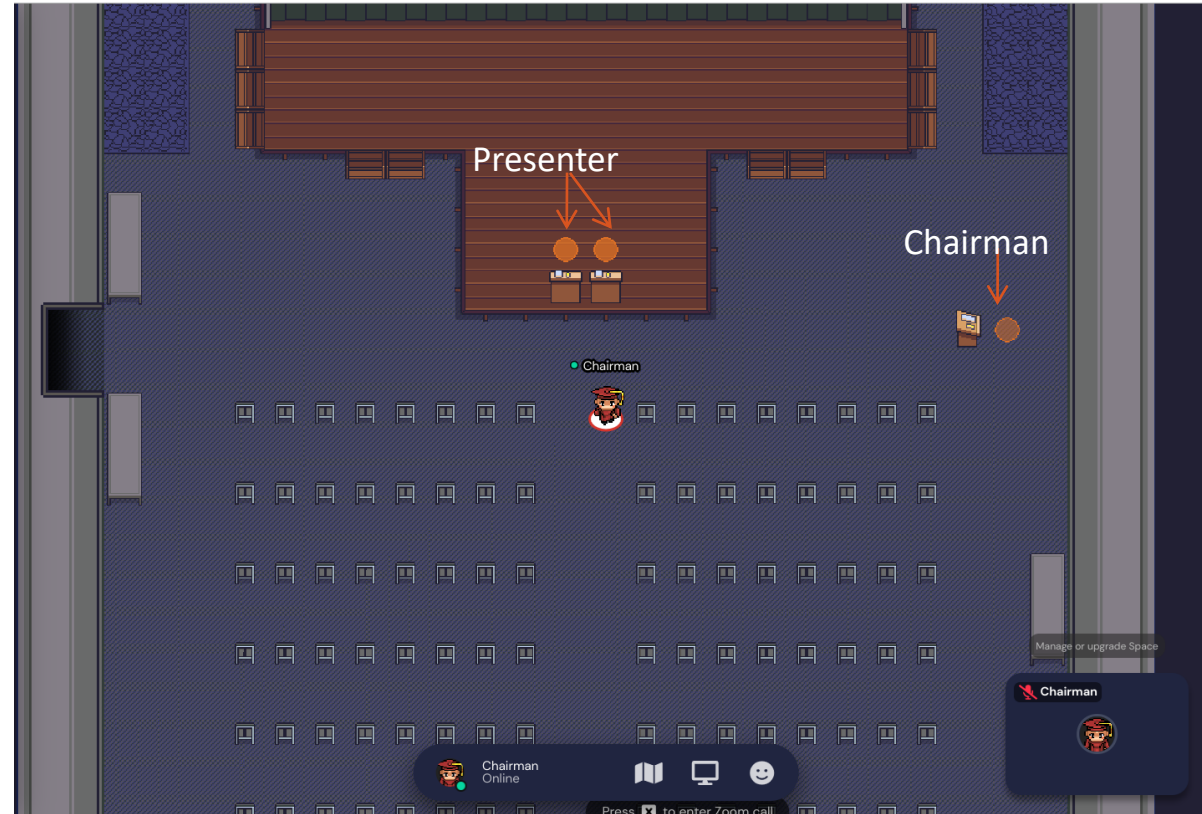 Presenter
Chairman
Chairman
Manage or upgrade Space
Chairman
Chairman
Online
Press X to enter Zoom call